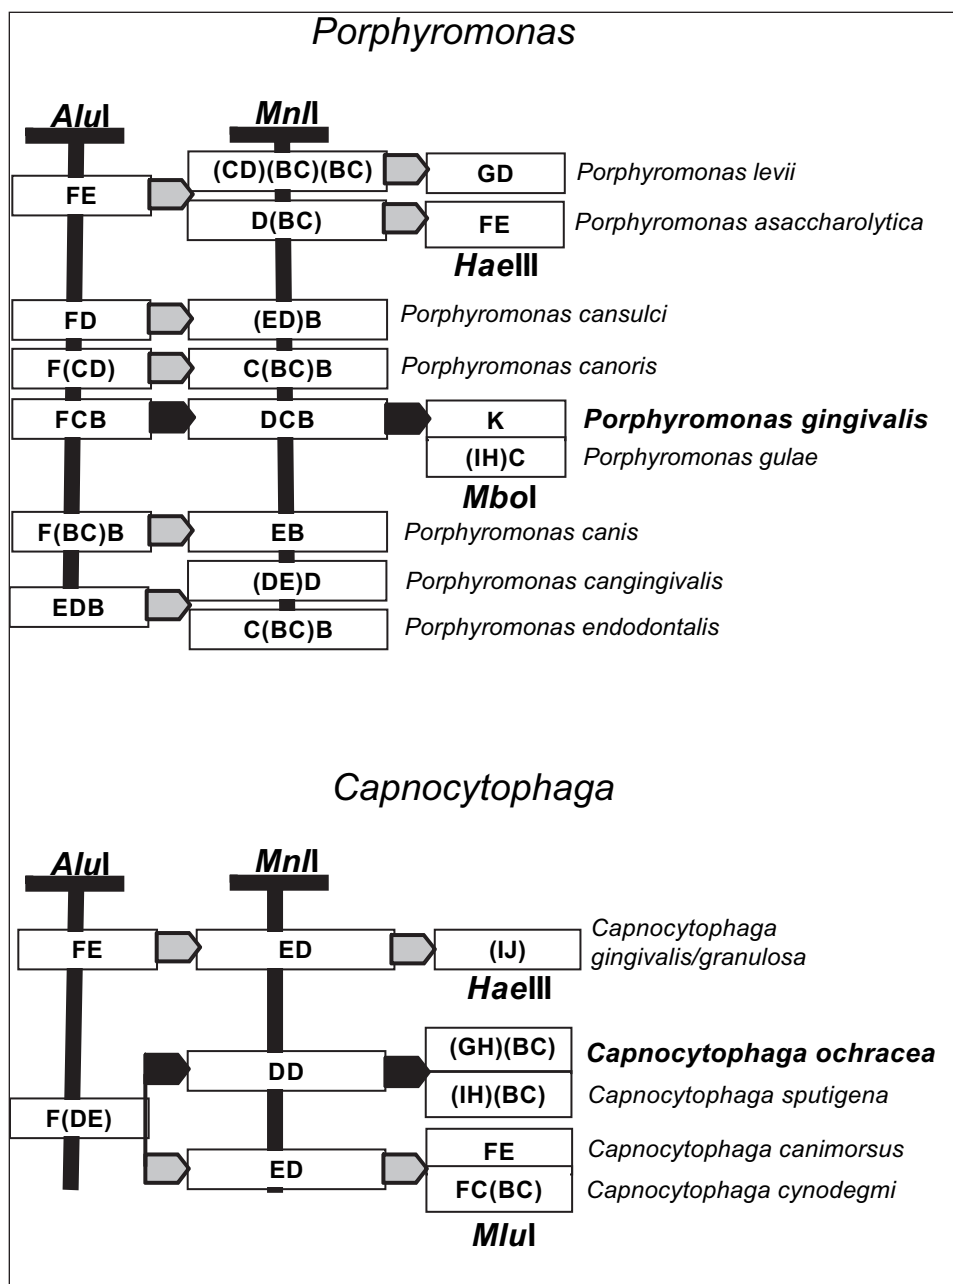 Porphyromonas
AluI MnlI
(CD)(BC)(BC) GD Porphyromonas levii
FE
D(BC) FE Porphyromonas asaccharolytica
HaeIII
FD (ED)B Porphyromonas cansulci
F(CD) C(BC)B Porphyromonas canoris
FCB DCB K Porphyromonas gingivalis
(IH)C Porphyromonas gulae
MboI
F(BC)B EB Porphyromonas canis
(DE)D Porphyromonas cangingivalis
EDB
C(BC)B Porphyromonas endodontalis
Capnocytophaga
AluI MnlI
FE ED (IJ) Capnocytophaga
gingivalis/granulosa
HaeIII
DD (GH)(BC) Capnocytophaga ochracea
(IH)(BC) Capnocytophaga sputigena
F(DE)
ED FE Capnocytophaga canimorsus
FC(BC) Capnocytophaga cynodegmi
MluI